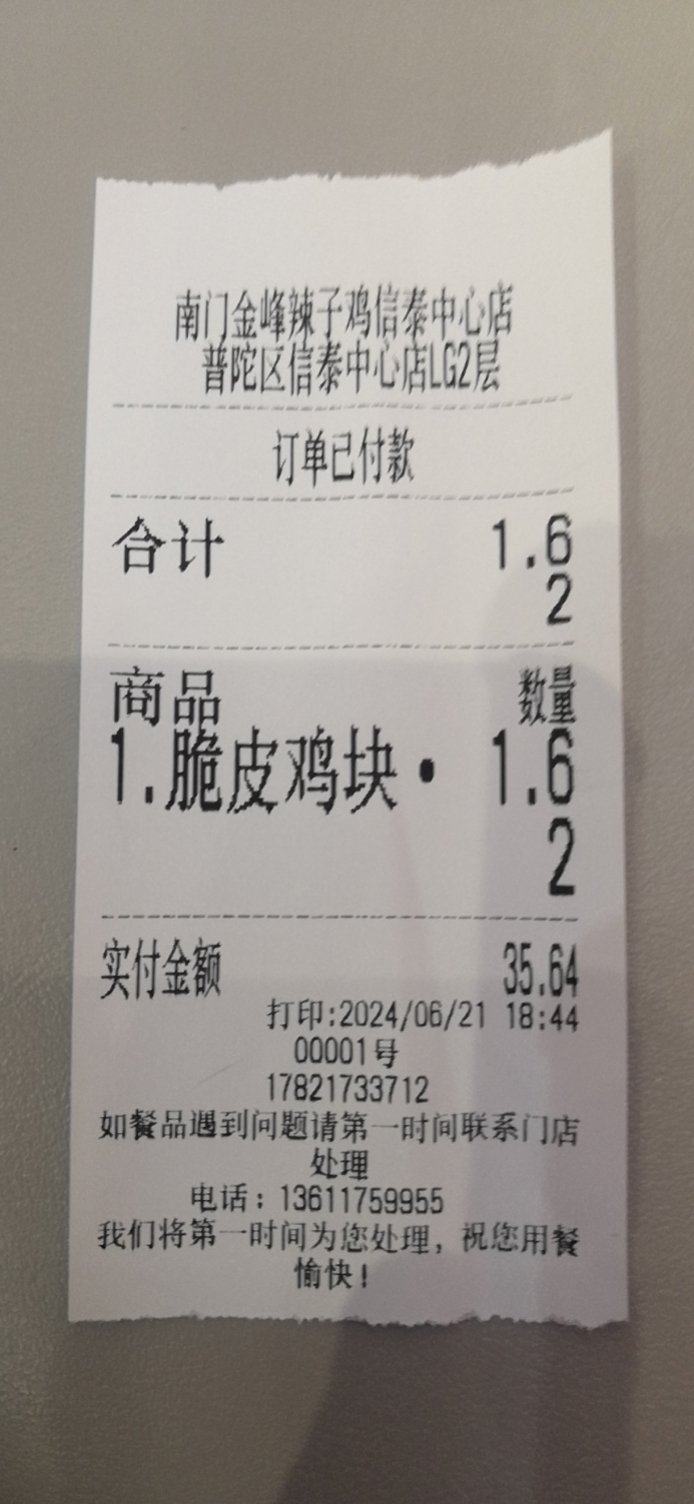 南门金峰辣子鸡信泰中心店
普陀区信泰中心店LG2层
订单已付款
合计 1.6
2
商品 数量
1.脆皮鸡块· 1.6
2
实付金额 35.64
打印:2024/06/21 18:44
00001号
17821733712
如餐品遇到问题请第一时间联系门店
处理
电话：13611759955
我们将第一时间为您处理，祝您用餐
愉快!